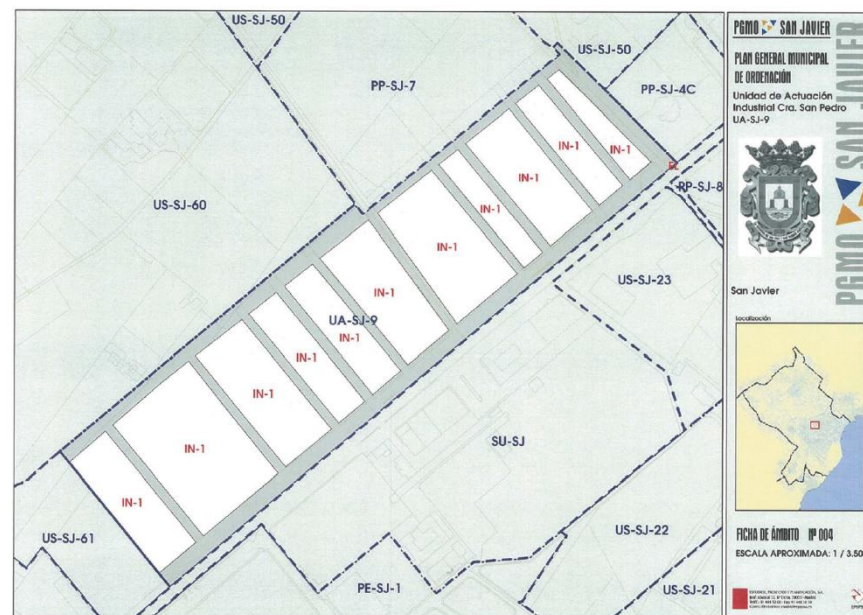 US-SJ-50
US-SJ-50
PP-SJ-7
PP-SJ-4C
US-SJ-60
RP-SJ-8
IN-1
IN-1
IN-1
IN-1
IN-1
IN-1
UA-SJ-9
IN-1
IN-1
IN-1
IN-1
IN-1
US-SJ-23
SU-SJ
US-SJ-61
US-SJ-22
PE-SJ-1
US-SJ-21
PGMO SAN JAVIER
PLAN GENERAL MUNICIPAL
DE ORDENACIÓN
Unidad de Actuación
Industrial Cra. San Pedro
UA-SJ-9
PGMO SAN JAVIER
San Javier
Localización
FICHA DE ÁMBITO Nº 004
ESCALA APROXIMADA: 1 / 3.50